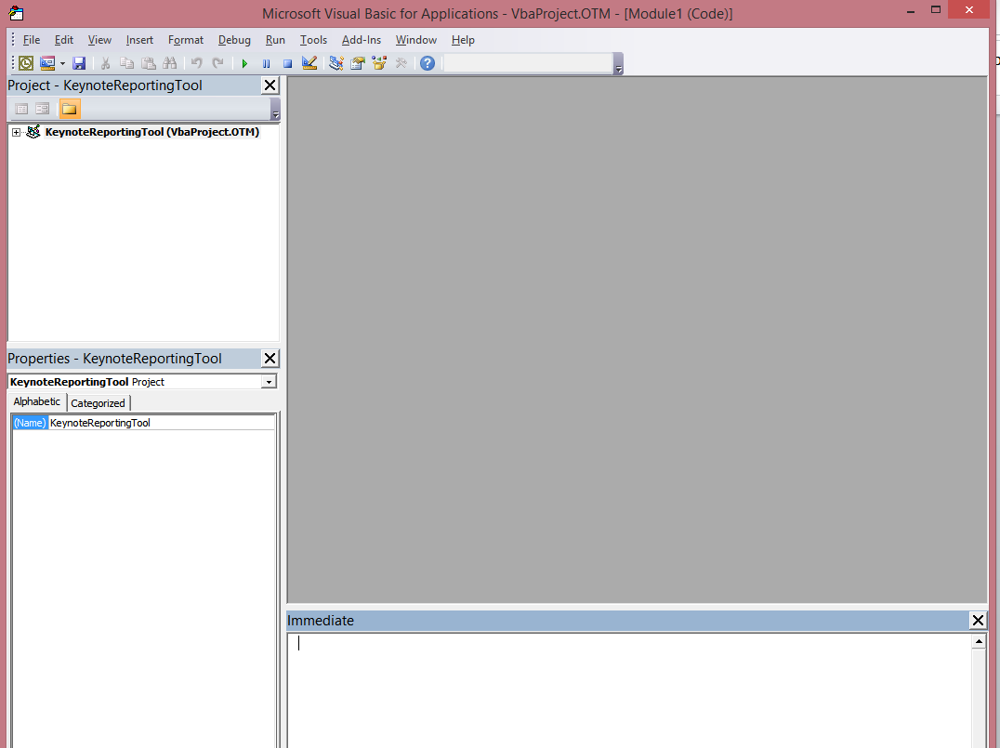 Microsoft Visual Basic for Applications - VbaProject.OTM - [Module1 (Code)]
File Edit View Insert Format Debug Run Tools Add-Ins Window Help
Project - KeynoteReportingTool
KeynoteReportingTool (VbaProject.OTM)
Properties - KeynoteReportingTool
KeynoteReportingTool Project
Alphabetic Categorized
(Name) KeynoteReportingTool
Immediate